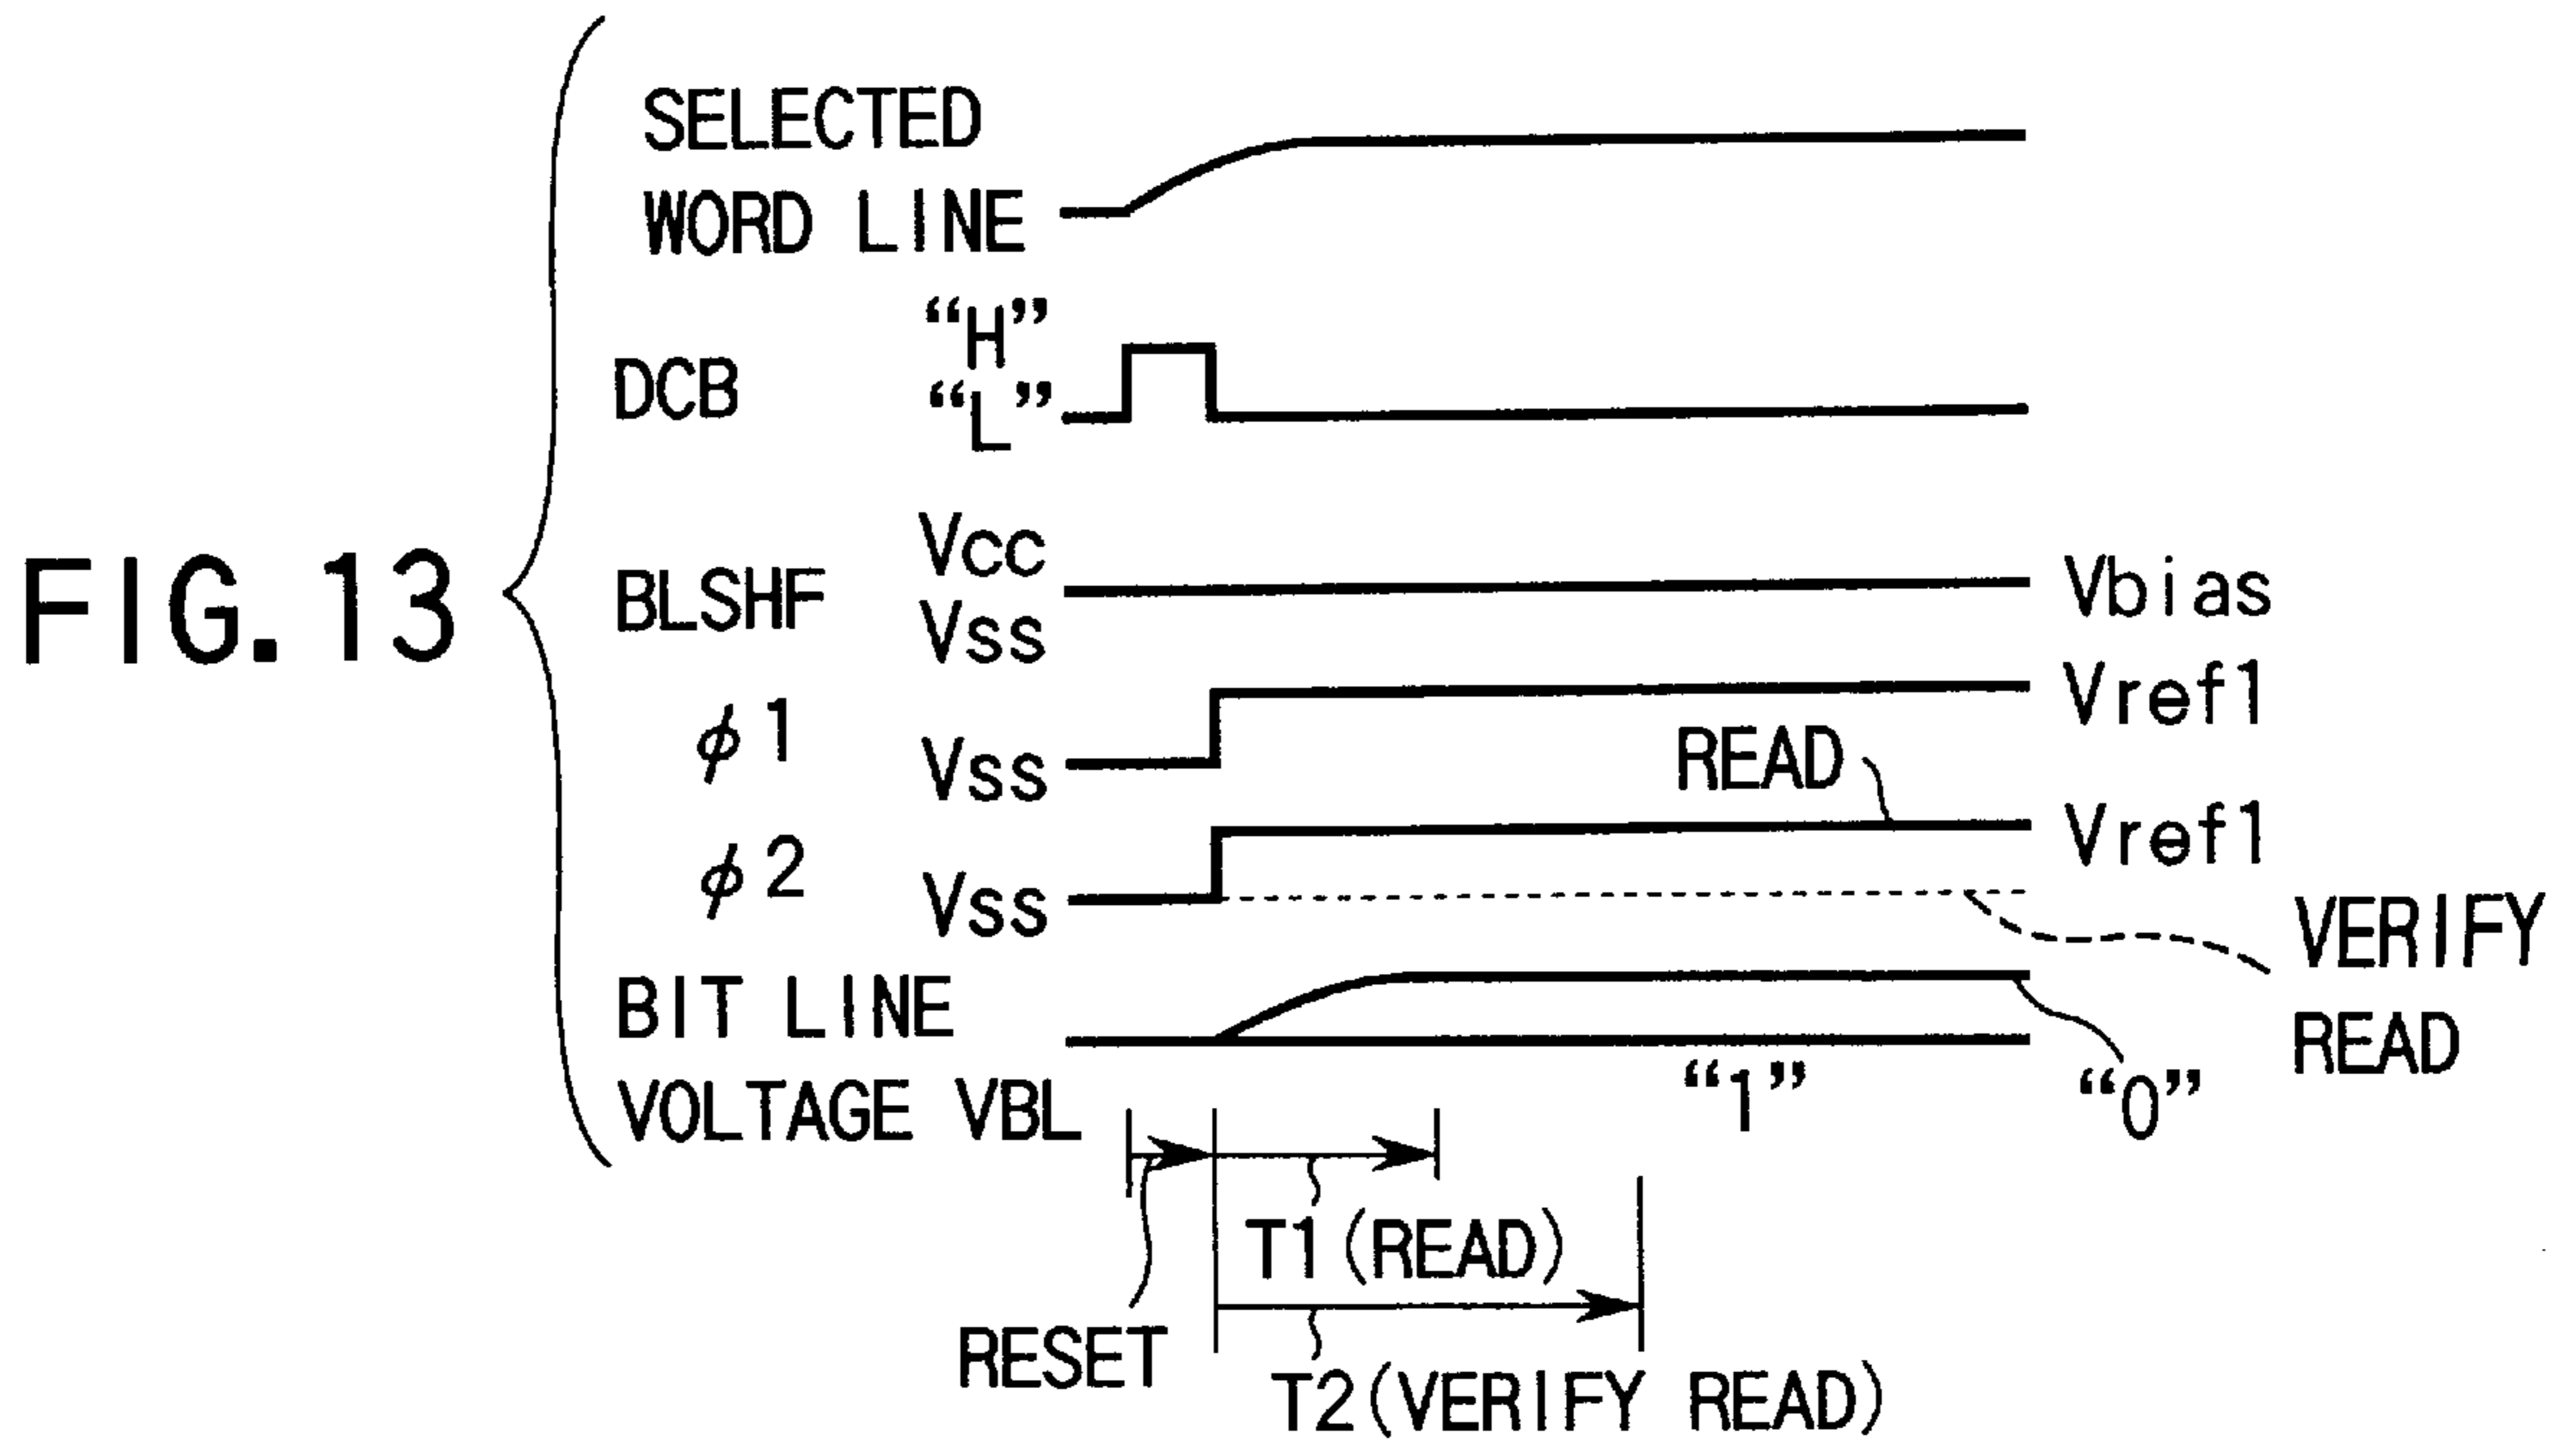 FIG.13
SELECTED
WORD LINE
DCB
“H”
“L”
BLSHF
Vcc
Vss
Vbias
ϕ1
Vss
Vref1
READ
ϕ2
Vss
Vref1
VERIFY
READ
BIT LINE
VOLTAGE VBL
“1”
“0”
RESET
T1(READ)
T2(VERIFY READ)